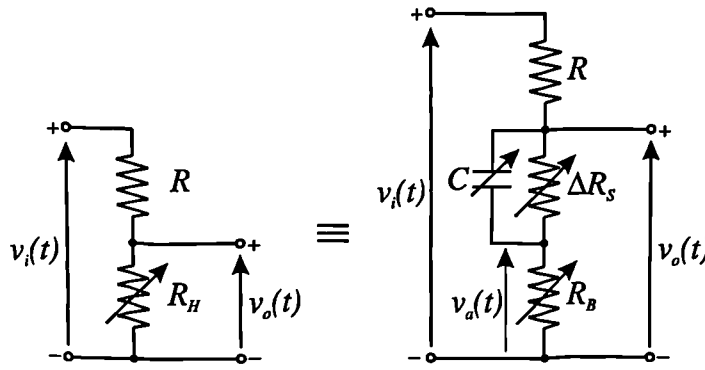 +
R
v_i(t)
+
R_H
v_o(t)
−
−
≡
+
R
+
C
ΔR_S
v_i(t)
v_o(t)
v_a(t)
R_B
−
−